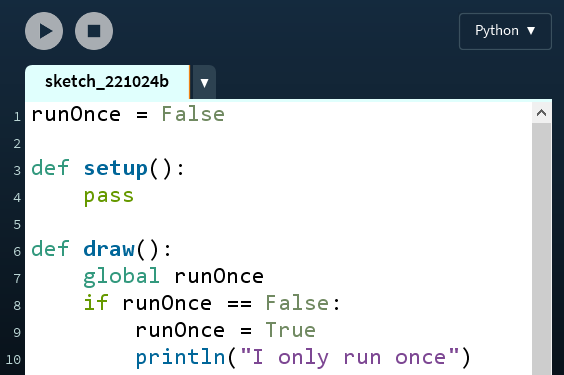 Python ▼
sketch_221024b ▼
1 runOnce = False
2
3 def setup():
4     pass
5
6 def draw():
7     global runOnce
8     if runOnce == False:
9         runOnce = True
10         println("I only run once")